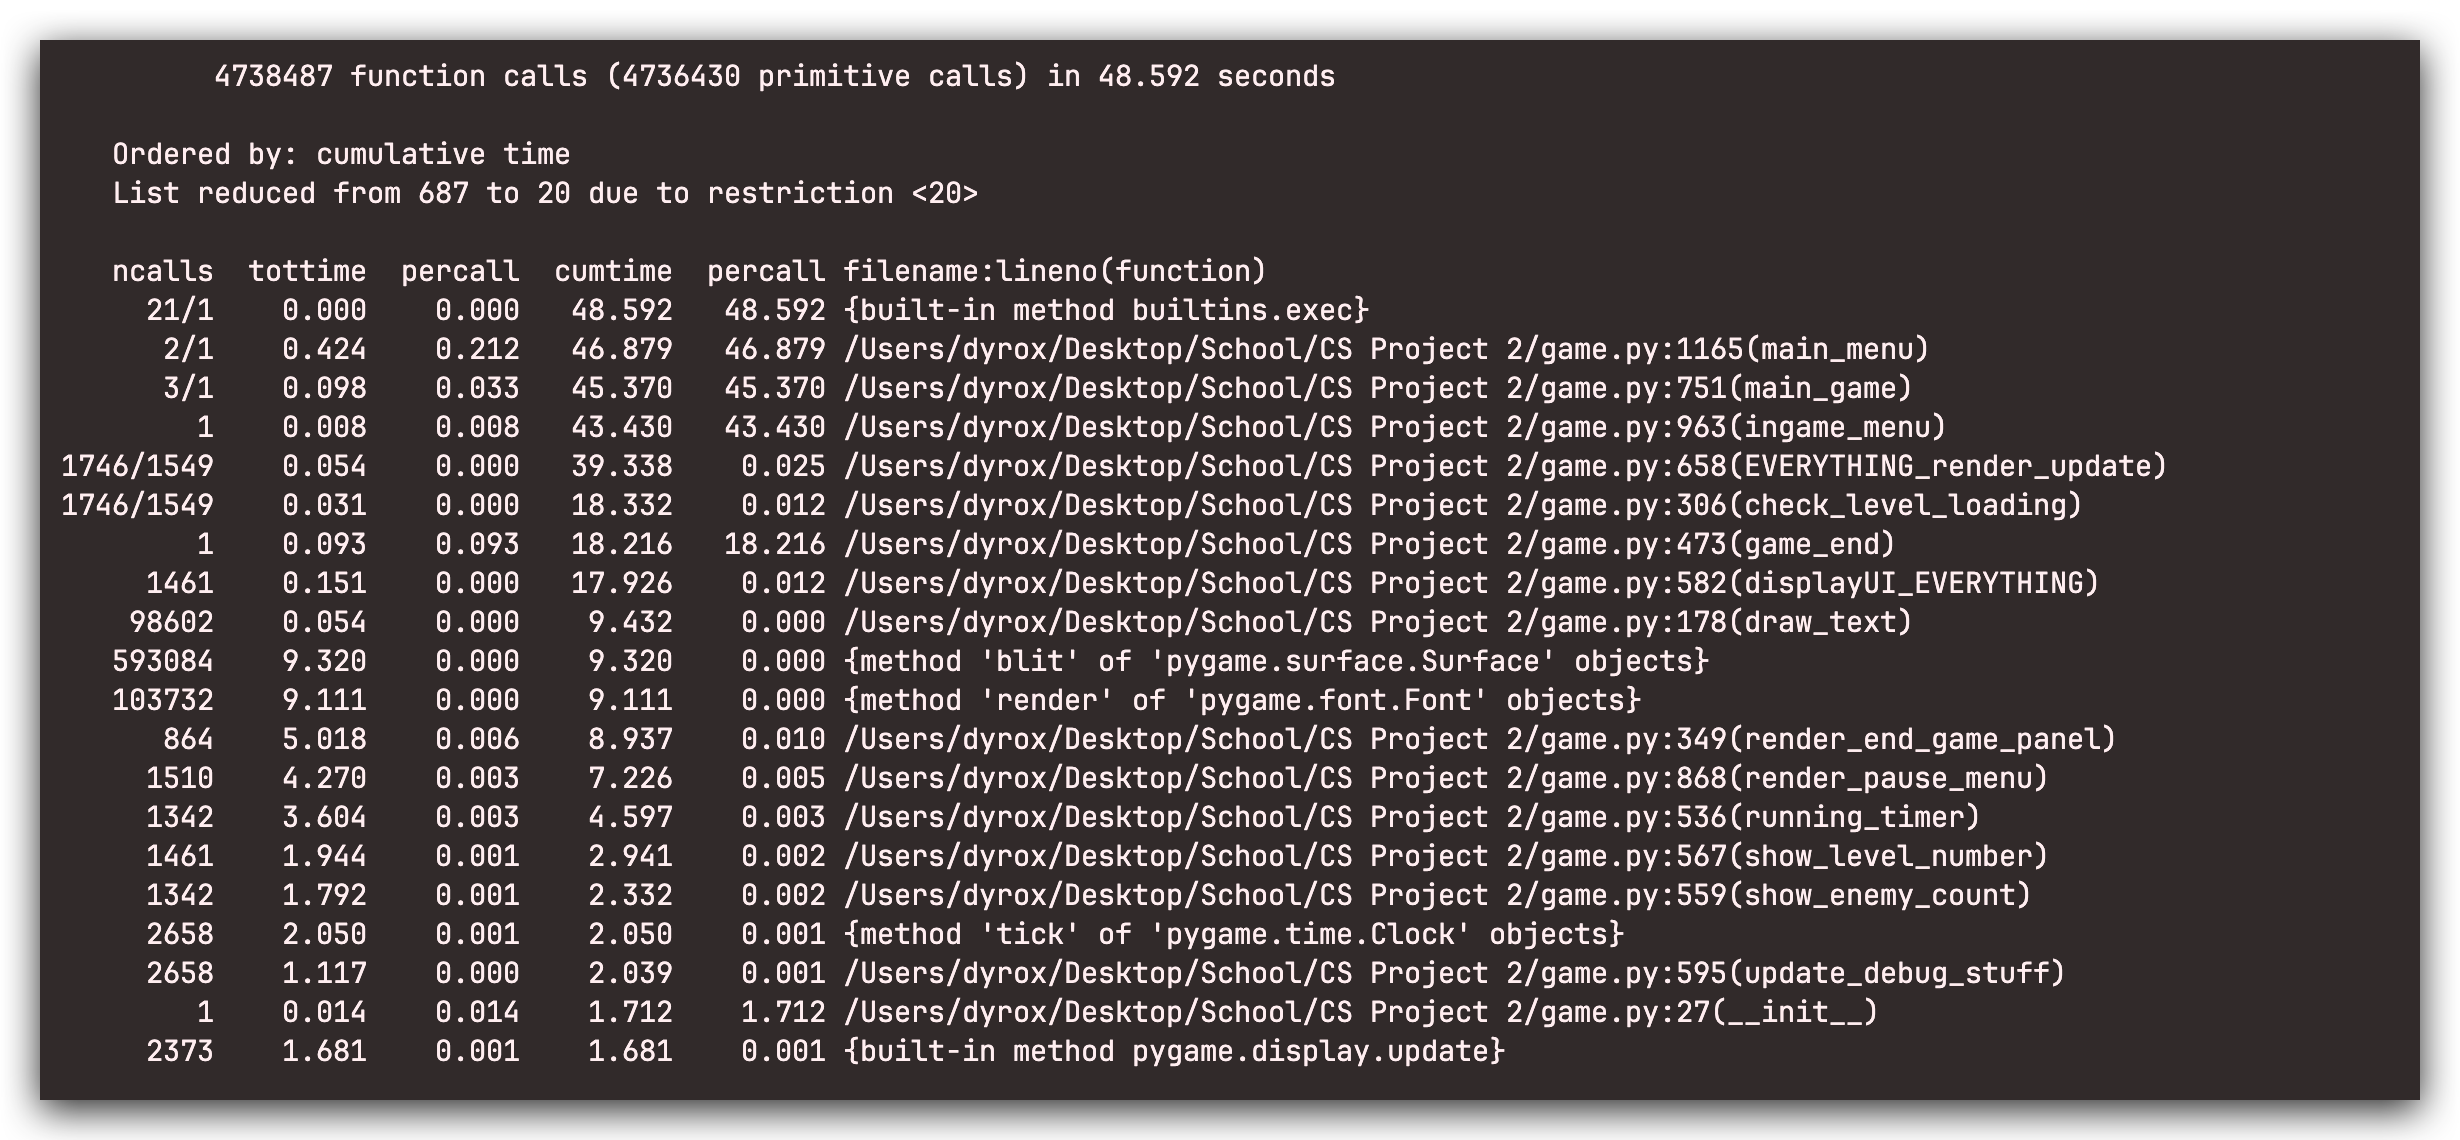 4738487 function calls (4736430 primitive calls) in 48.592 seconds
Ordered by: cumulative time
List reduced from 687 to 20 due to restriction <20>
ncalls  tottime  percall  cumtime  percall filename:lineno(function)
21/1    0.000    0.000   48.592   48.592 {built-in method builtins.exec}
2/1    0.424    0.212   46.879   46.879 /Users/dyrox/Desktop/School/CS Project 2/game.py:1165(main_menu)
3/1    0.098    0.033   45.370   45.370 /Users/dyrox/Desktop/School/CS Project 2/game.py:751(main_game)
1    0.008    0.008   43.430   43.430 /Users/dyrox/Desktop/School/CS Project 2/game.py:963(ingame_menu)
1746/1549    0.054    0.000   39.338    0.025 /Users/dyrox/Desktop/School/CS Project 2/game.py:658(EVERYTHING_render_update)
1746/1549    0.031    0.000   18.332    0.012 /Users/dyrox/Desktop/School/CS Project 2/game.py:306(check_level_loading)
1    0.093    0.093   18.216   18.216 /Users/dyrox/Desktop/School/CS Project 2/game.py:473(game_end)
1461    0.151    0.000   17.926    0.012 /Users/dyrox/Desktop/School/CS Project 2/game.py:582(displayUI_EVERYTHING)
98602    0.054    0.000    9.432    0.000 /Users/dyrox/Desktop/School/CS Project 2/game.py:178(draw_text)
593084    9.320    0.000    9.320    0.000 {method 'blit' of 'pygame.surface.Surface' objects}
103732    9.111    0.000    9.111    0.000 {method 'render' of 'pygame.font.Font' objects}
864    5.018    0.006    8.937    0.010 /Users/dyrox/Desktop/School/CS Project 2/game.py:349(render_end_game_panel)
1510    4.270    0.003    7.226    0.005 /Users/dyrox/Desktop/School/CS Project 2/game.py:868(render_pause_menu)
1342    3.604    0.003    4.597    0.003 /Users/dyrox/Desktop/School/CS Project 2/game.py:536(running_timer)
1461    1.944    0.001    2.941    0.002 /Users/dyrox/Desktop/School/CS Project 2/game.py:567(show_level_number)
1342    1.792    0.001    2.332    0.002 /Users/dyrox/Desktop/School/CS Project 2/game.py:559(show_enemy_count)
2658    2.050    0.001    2.050    0.001 {method 'tick' of 'pygame.time.Clock' objects}
2658    1.117    0.000    2.039    0.001 /Users/dyrox/Desktop/School/CS Project 2/game.py:595(update_debug_stuff)
1    0.014    0.014    1.712    1.712 /Users/dyrox/Desktop/School/CS Project 2/game.py:27(__init__)
2373    1.681    0.001    1.681    0.001 {built-in method pygame.display.update}